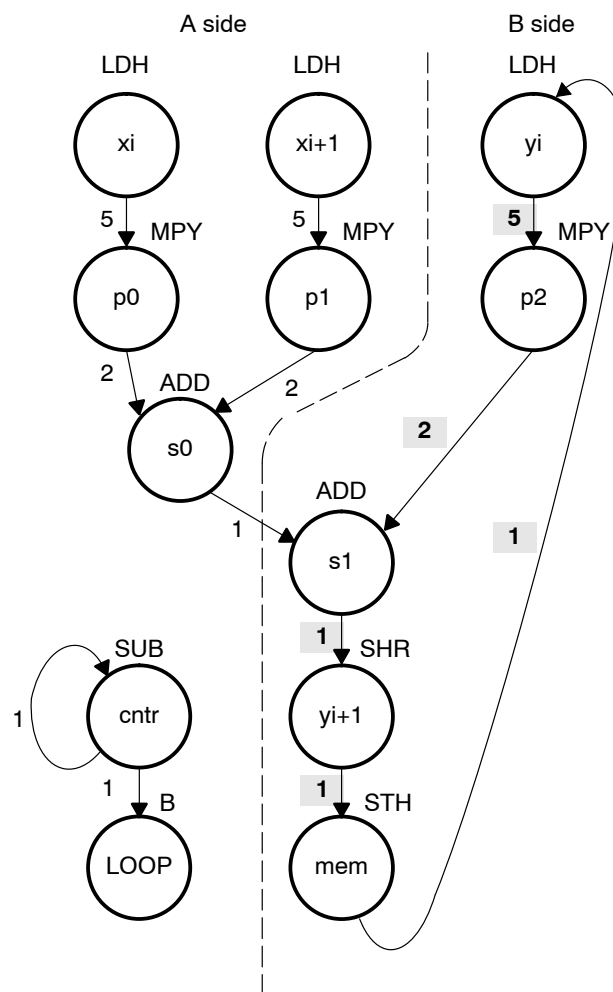 A side B side
LDH LDH LDH
xi xi+1 yi
5 5 5
MPY MPY MPY
p0 p1 p2
2 ADD 2
s0 2
ADD
1
s1 1
1 SHR
SUB
1 cntr yi+1
1 B 1 STH
LOOP mem